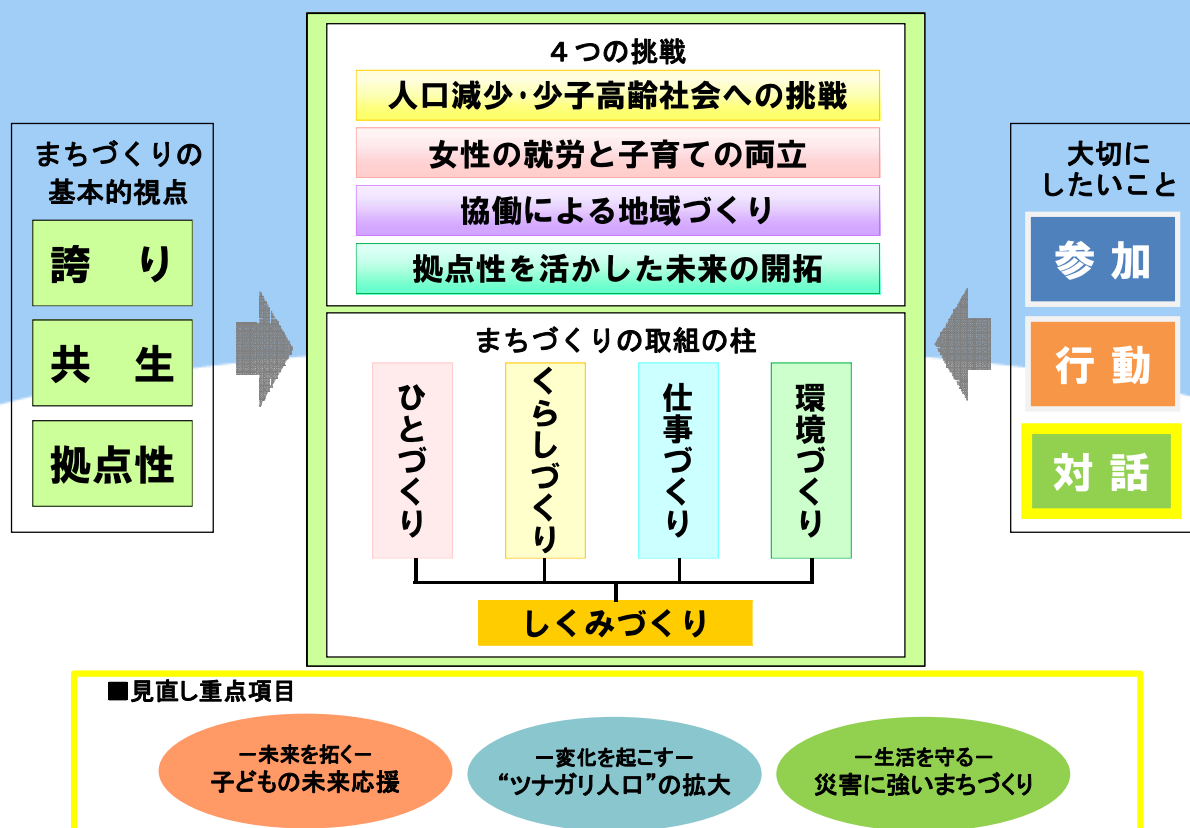 ４つの挑戦
人口減少・少子高齢社会への挑戦
女性の就労と子育ての両立
協働による地域づくり
拠点性を活かした未来の開拓
まちづくりの
基本的視点
誇　り
共　生
拠点性
大切に
したいこと
参 加
行 動
対 話
まちづくりの取組の柱
ひとづくり
くらしづくり
仕事づくり
環境づくり
しくみづくり
■見直し重点項目
－未来を拓く－
子どもの未来応援
－変化を起こす－
“ツナガリ人口”の拡大
－生活を守る－
災害に強いまちづくり